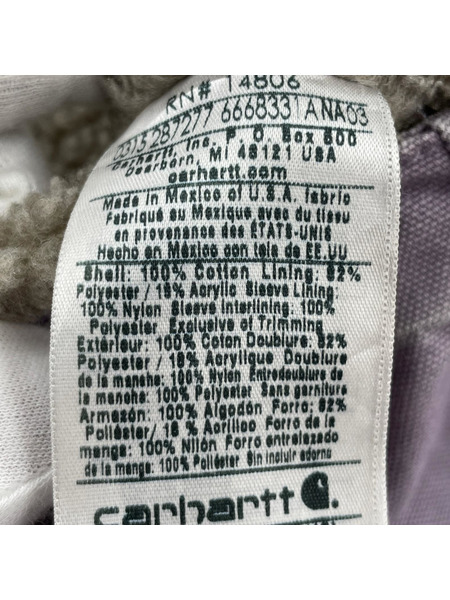 RN# 14806
0313 287277 6668331ANA03
Carhartt, Inc. P O Box 600
Dearborn, MI 48121 USA
carhartt.com
Made in Mexico of U.S.A. fabric
Fabriqué au Mexique avec du tissu
en provenance des ÉTATS-UNIS
Hecho en México con tela de EE.UU
Shell: 100% Cotton Lining: 82%
Polyester / 18% Acrylic Sleeve Lining:
100% Nylon Sleeve Interlining: 100%
Polyester Exclusive of Trimming
Extérieur: 100% Coton Doublure: 82%
Polyester / 18% Acrylique Doublure
de la manche: 100% Nylon Entredoublure
de la manche: 100% Polyester Sans garniture
Armazón: 100% Algodón Forro: 82%
Poliéster/ 18 % Acrílico Forro de la
manga: 100% Nilón Forro entrelazado
de la manga: 100% Poliéster Sin incluir adorno
carhartt